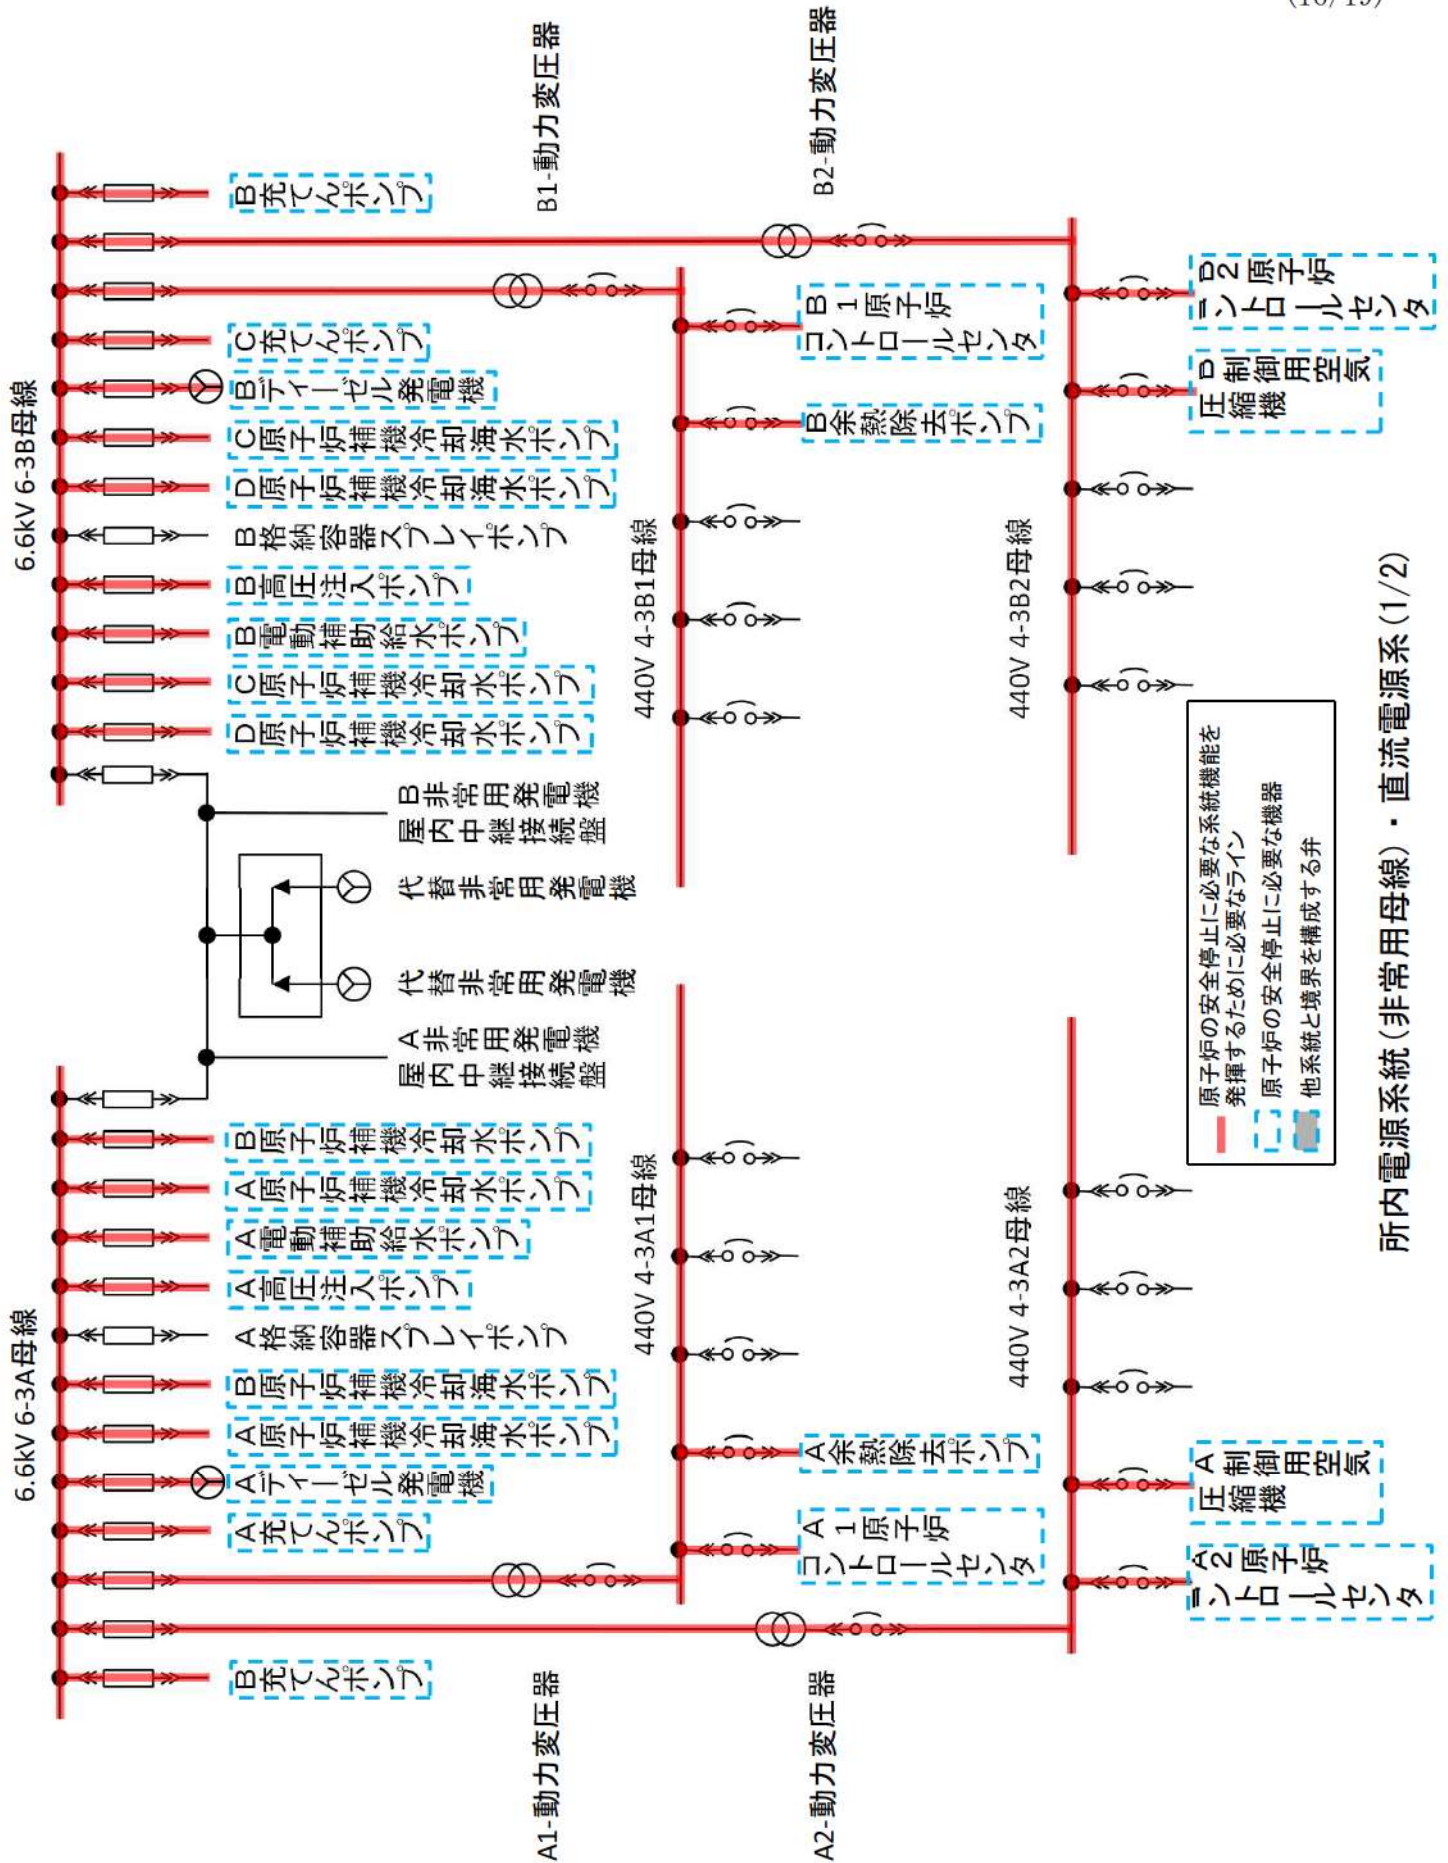 6.6kV 6-3A母線
6.6kV 6-3B母線
B充てんポンプ
A充てんポンプ
Aディーゼル発電機
A原子炉補機冷却海水ポンプ
B原子炉補機冷却海水ポンプ
A格納容器スプレイポンプ
A高圧注入ポンプ
A電動補助給水ポンプ
A原子炉補機冷却水ポンプ
B原子炉補機冷却水ポンプ
A非常用発電機
屋内中継接続盤
代替非常用発電機
代替非常用発電機
B非常用発電機
屋内中継接続盤
D原子炉補機冷却水ポンプ
C原子炉補機冷却水ポンプ
B電動補助給水ポンプ
B高圧注入ポンプ
B格納容器スプレイポンプ
D原子炉補機冷却海水ポンプ
C原子炉補機冷却海水ポンプ
Bディーゼル発電機
C充てんポンプ
B充てんポンプ
A1-動力変圧器
B1-動力変圧器
440V 4-3A1母線
440V 4-3B1母線
A2-動力変圧器
B2-動力変圧器
A1原子炉
コントロールセンタ
A余熱除去ポンプ
B余熱除去ポンプ
B1原子炉
コントロールセンタ
440V 4-3A2母線
440V 4-3B2母線
A2原子炉
コントロールセンタ
A制御用空気
圧縮機
B制御用空気
圧縮機
B2原子炉
コントロールセンタ
原子炉の安全停止に必要な系統機能を
発揮するために必要なライン
原子炉の安全停止に必要な機器
他系統と境界を構成する弁
所内電源系統(非常用母線)・直流電源系(1/2)